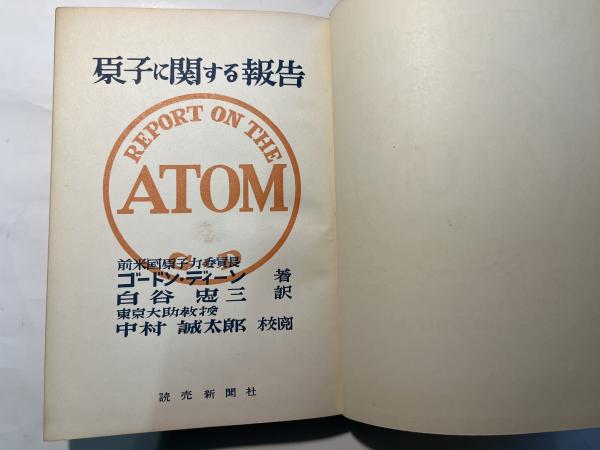 原子に関する報告
REPORT ON THE
ATOM
前米国原子力委員長
ゴードン・ディーン 著
白谷 忠三 訳
東京大助教授
中村 誠太郎 校閲
読売新聞社